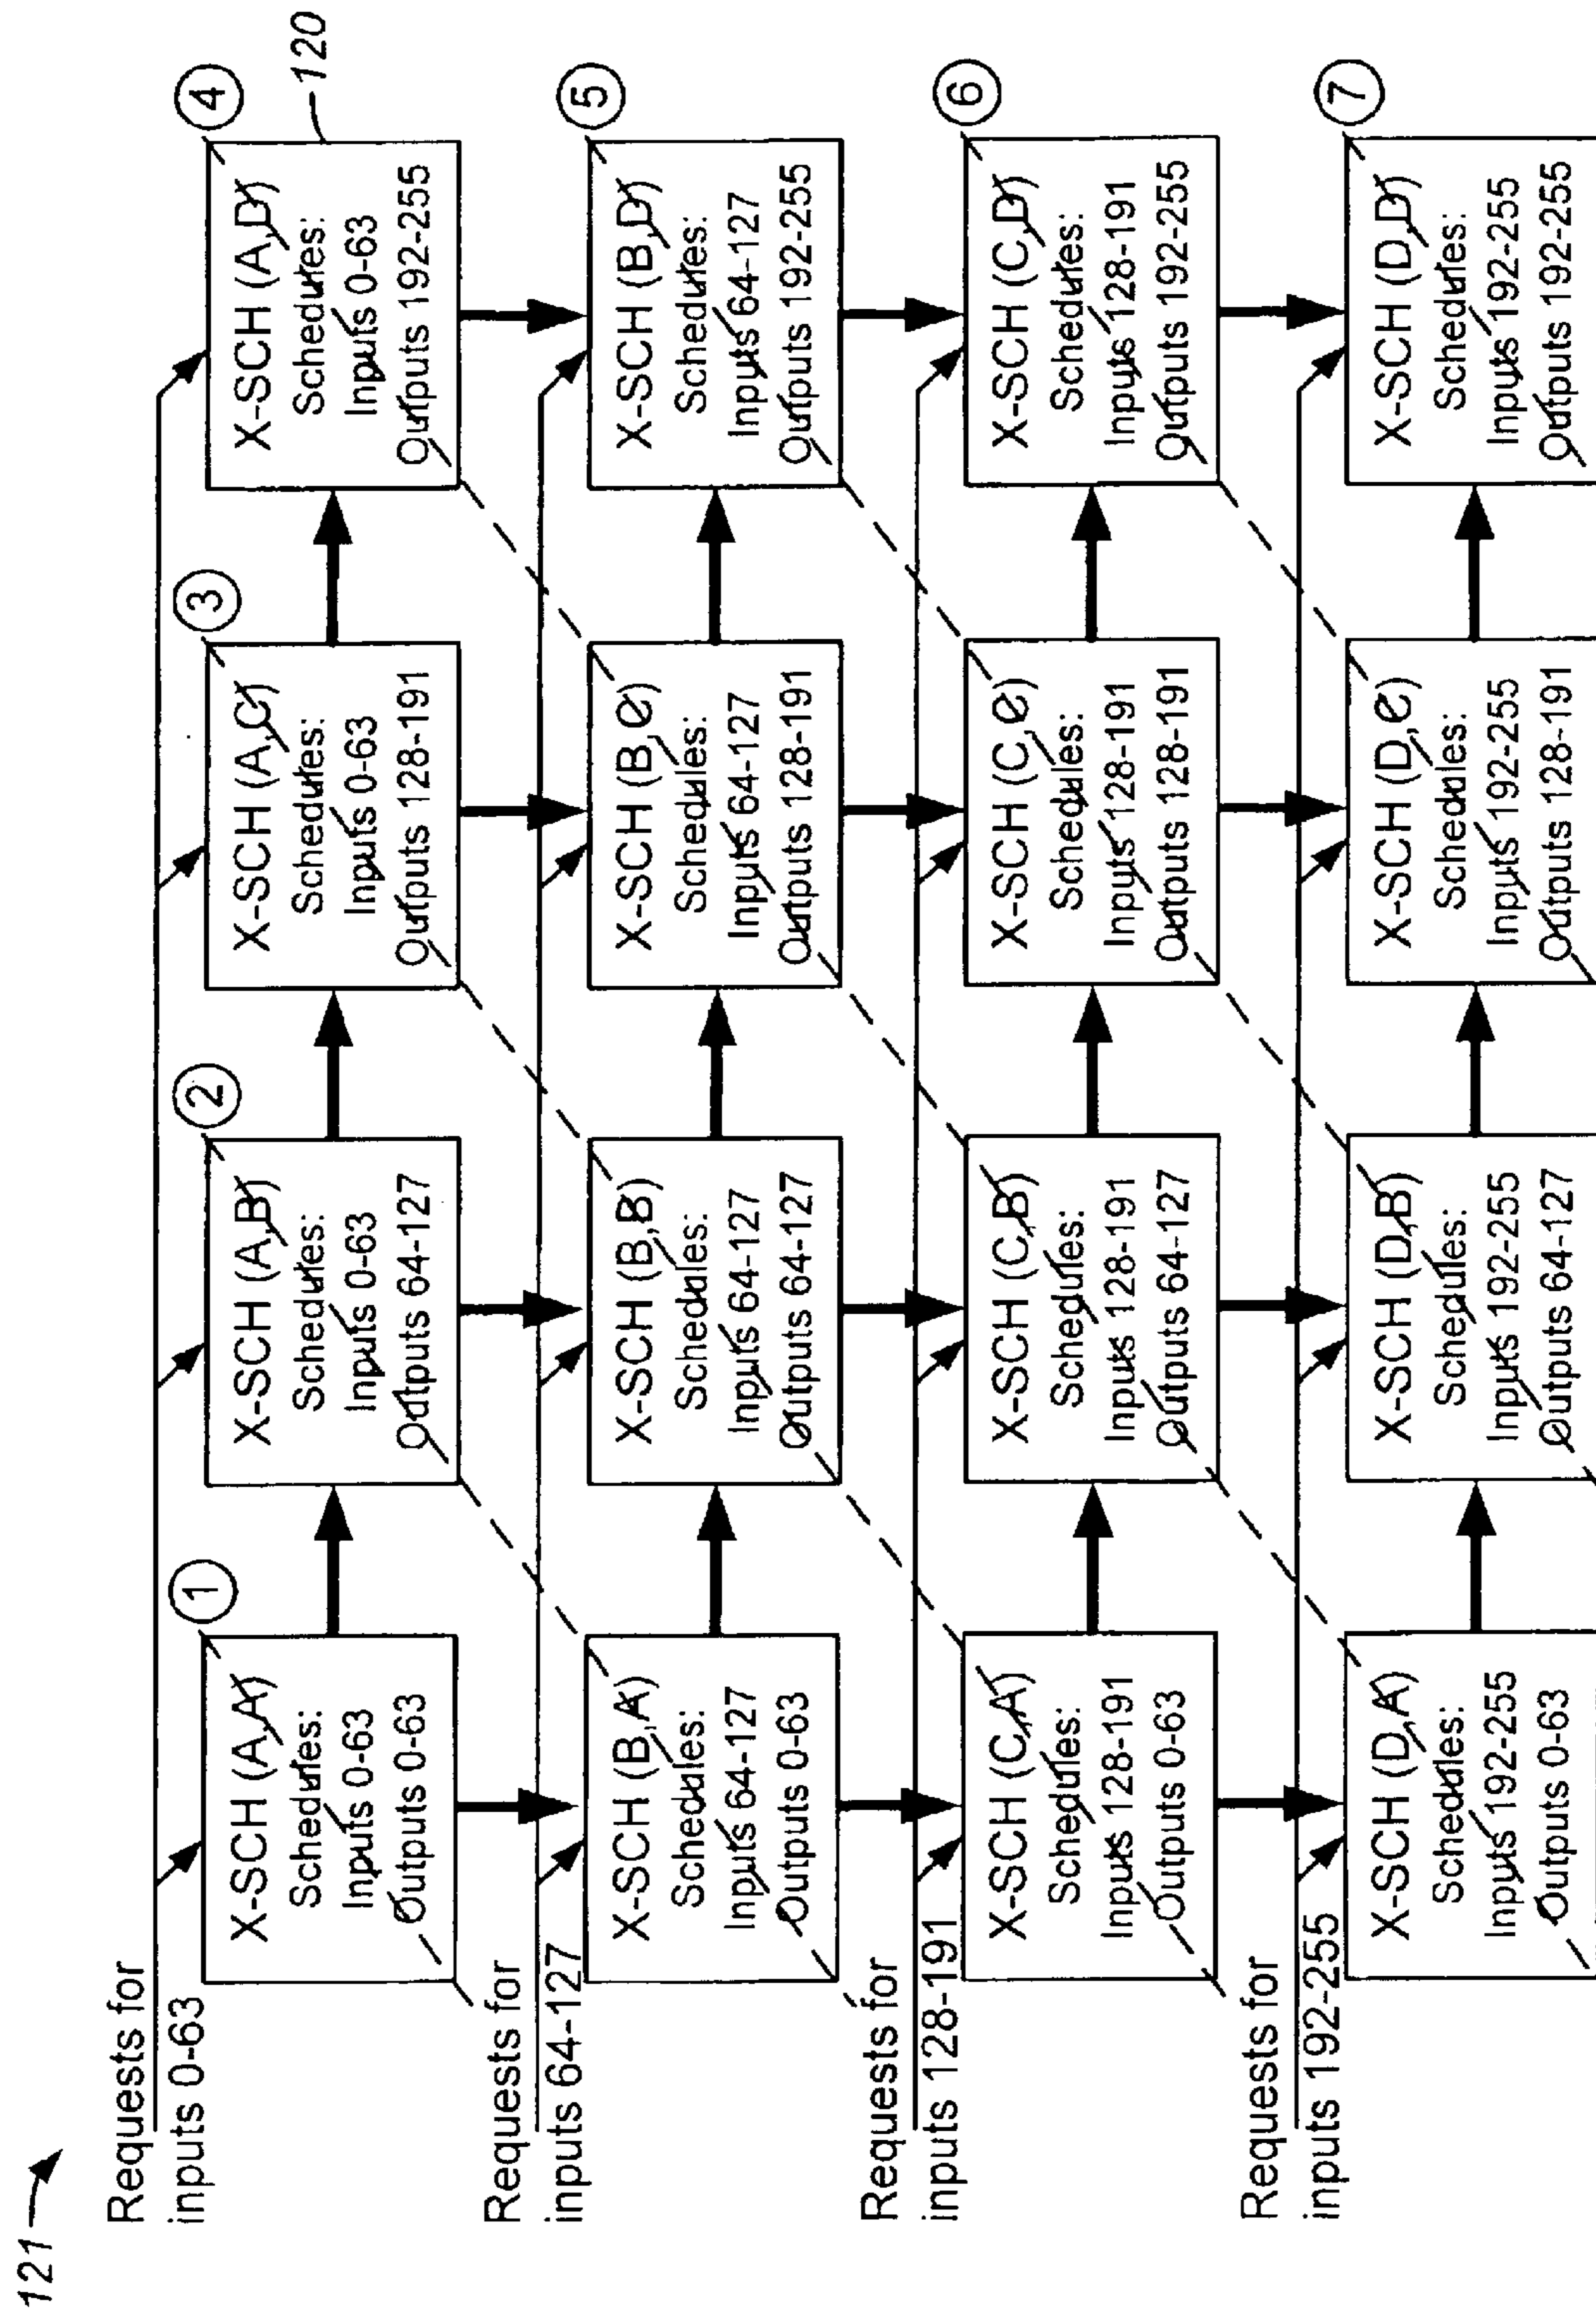 121
Requests for
inputs 0-63
1
X-SCH (A,A)
Schedules:
Inputs 0-63
Outputs 0-63
2
X-SCH (A,B)
Schedules:
Inputs 0-63
Outputs 64-127
3
X-SCH (A,C)
Schedules:
Inputs 0-63
Outputs 128-191
4
120
X-SCH (A,D)
Schedules:
Inputs 0-63
Outputs 192-255
Requests for
inputs 64-127
X-SCH (B,A)
Schedules:
Inputs 64-127
Outputs 0-63
X-SCH (B,B)
Schedules:
Inputs 64-127
Outputs 64-127
X-SCH (B,C)
Schedules:
Inputs 64-127
Outputs 128-191
5
X-SCH (B,D)
Schedules:
Inputs 64-127
Outputs 192-255
Requests for
inputs 128-191
X-SCH (C,A)
Schedules:
Inputs 128-191
Outputs 0-63
X-SCH (C,B)
Schedules:
Inputs 128-191
Outputs 64-127
X-SCH (C,C)
Schedules:
Inputs 128-191
Outputs 128-191
6
X-SCH (C,D)
Schedules:
Inputs 128-191
Outputs 192-255
Requests for
inputs 192-255
X-SCH (D,A)
Schedules:
Inputs 192-255
Outputs 0-63
X-SCH (D,B)
Schedules:
Inputs 192-255
Outputs 64-127
X-SCH (D,C)
Schedules:
Inputs 192-255
Outputs 128-191
7
X-SCH (D,D)
Schedules:
Inputs 192-255
Outputs 192-255